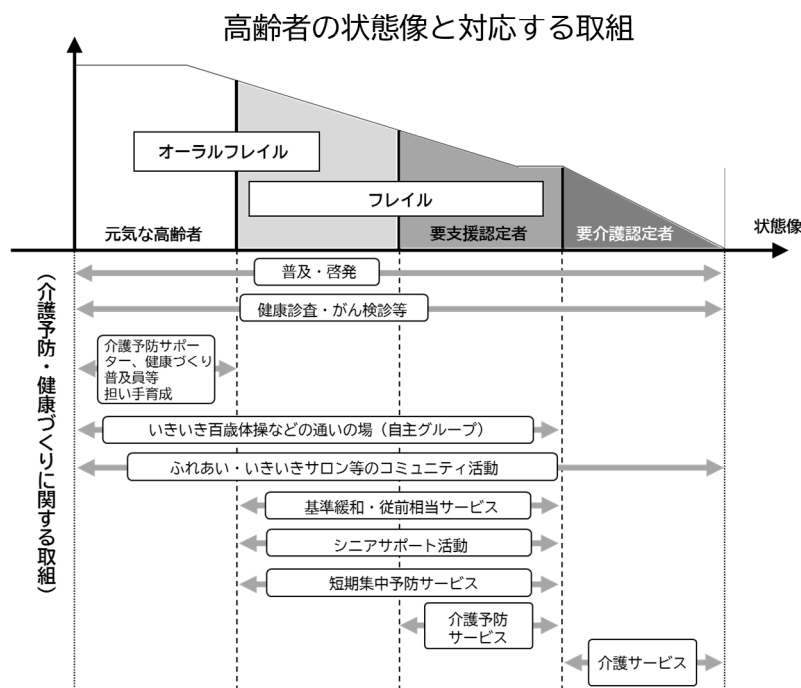 高齢者の状態像と対応する取組
オーラルフレイル
フレイル
元気な高齢者
要支援認定者
要介護認定者
状態像
(介護予防・健康づくりに関する取組)
普及・啓発
健康診査・がん検診等
介護予防サポー
ター、健康づくり
普及員等
担い手育成
いきいき百歳体操などの通いの場（自主グループ）
ふれあい・いきいきサロン等のコミュニティ活動
基準緩和・従前相当サービス
シニアサポート活動
短期集中予防サービス
介護予防
サービス
介護サービス